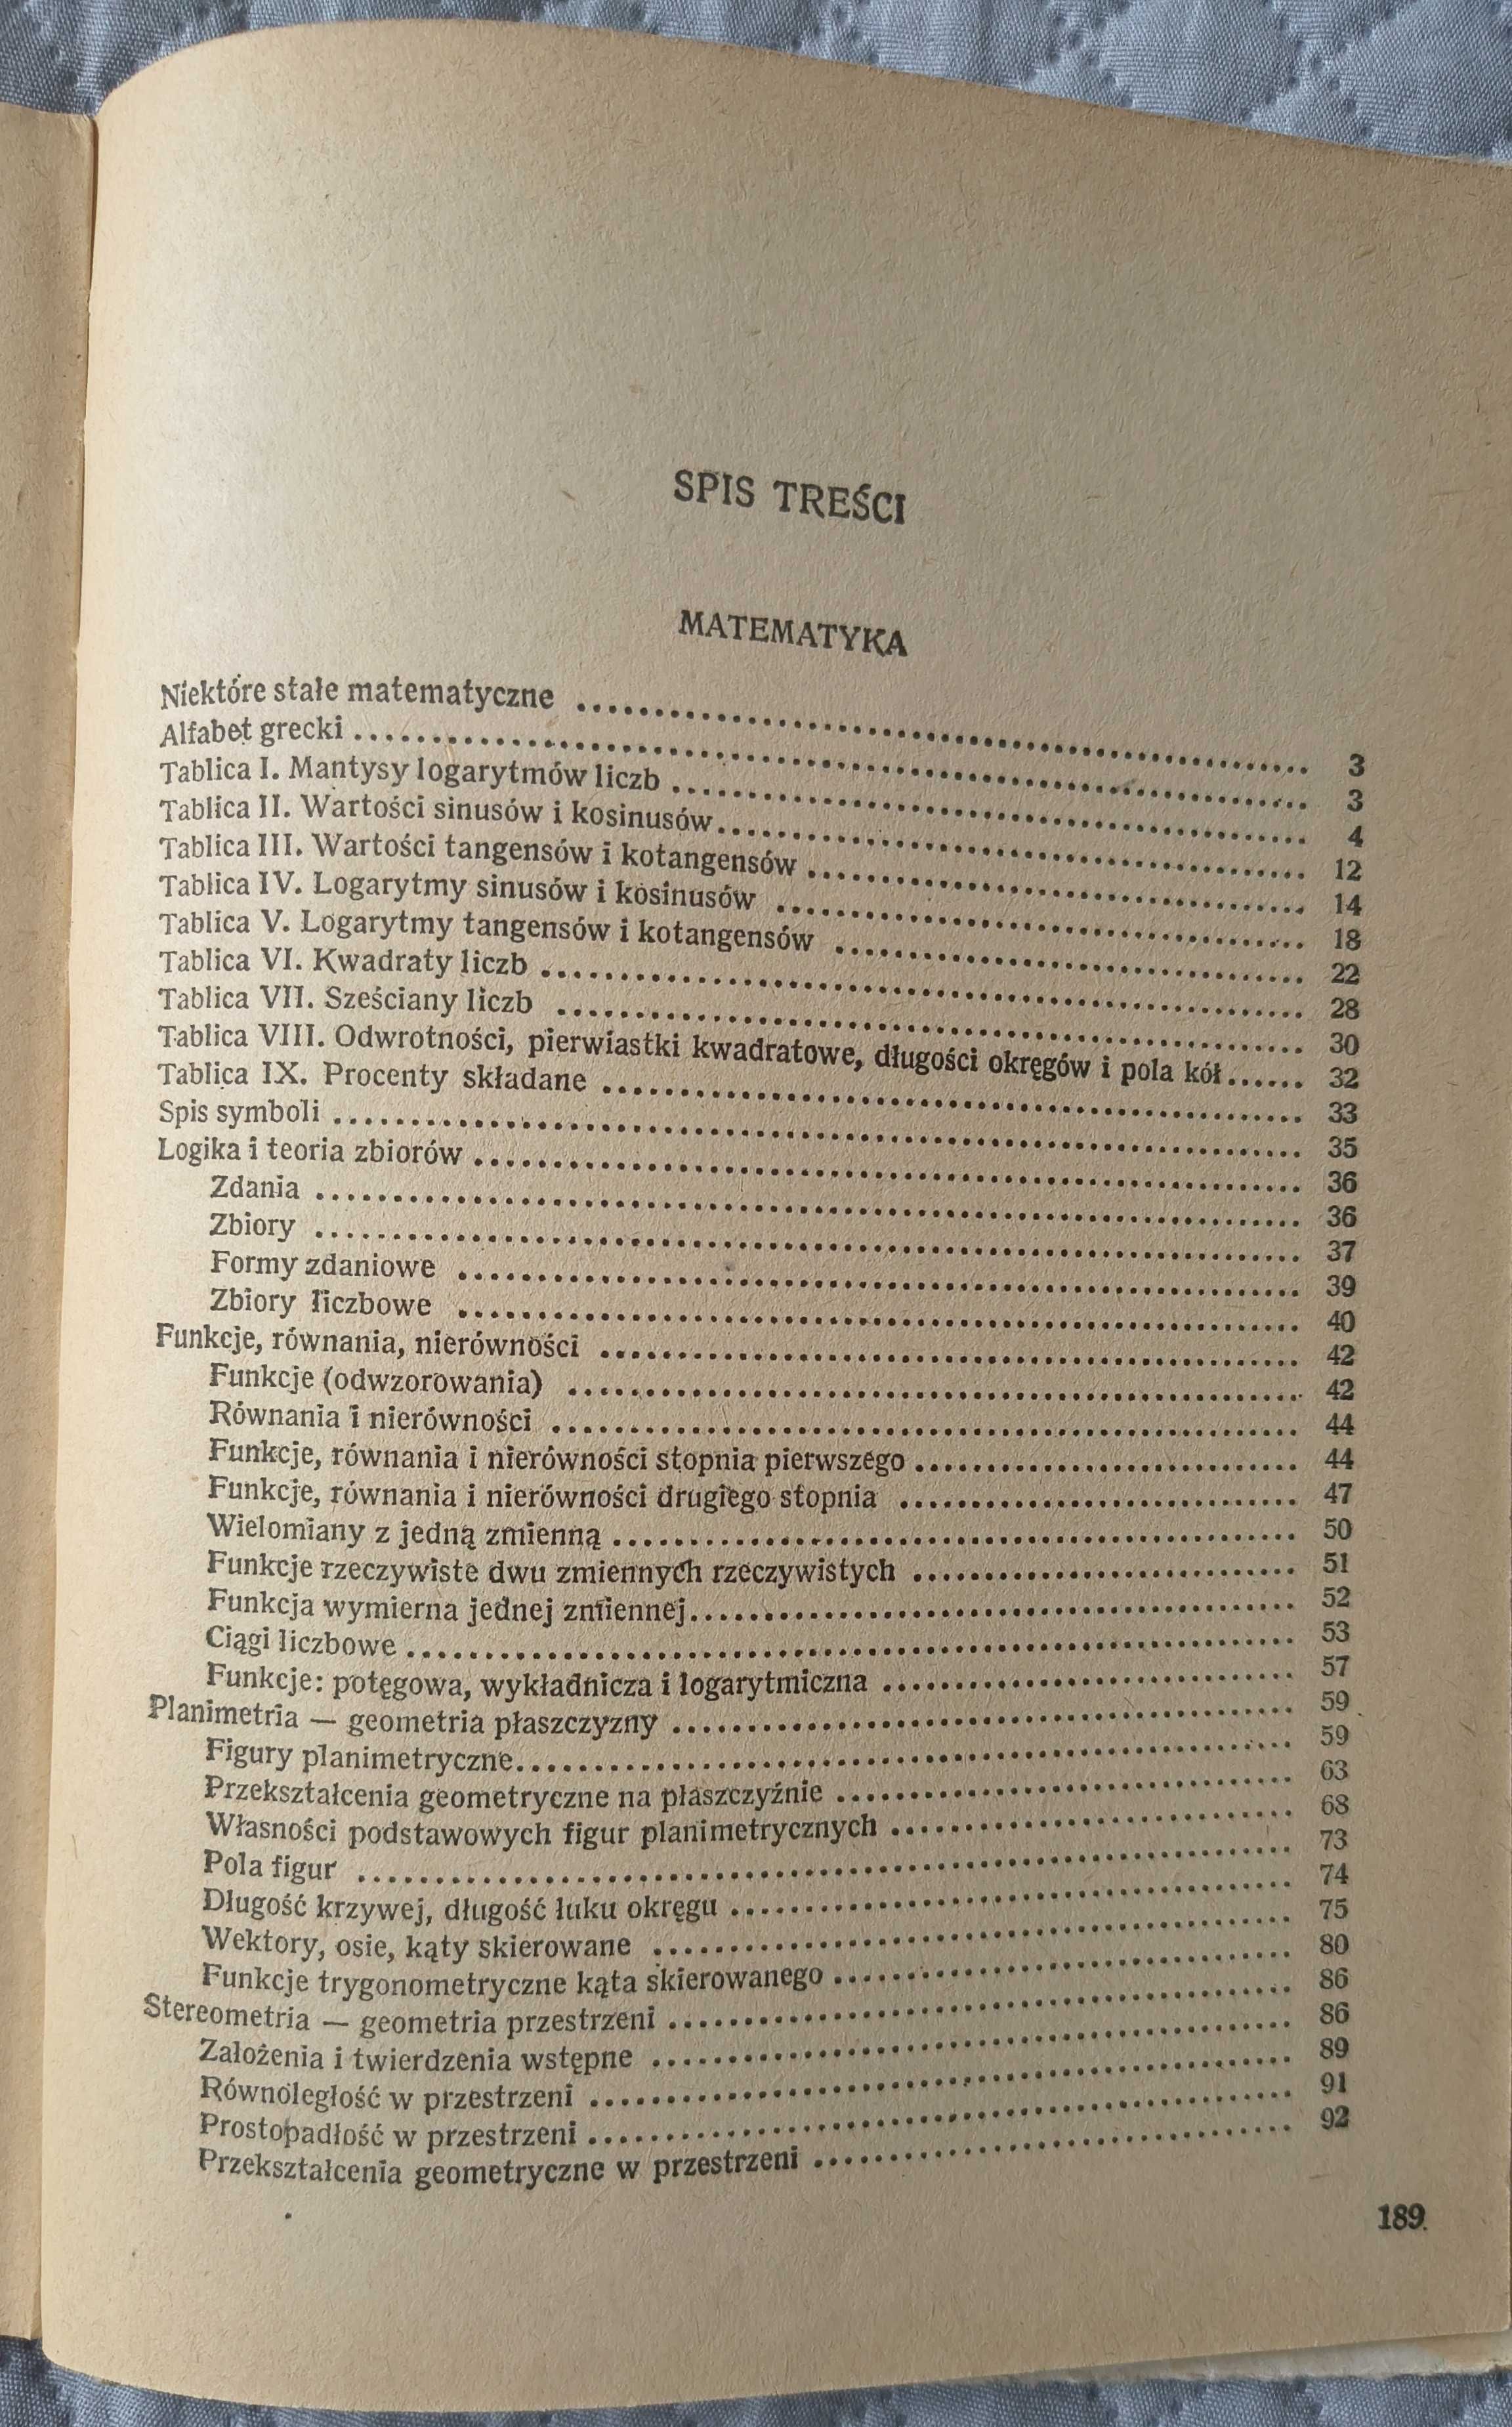 SPIS TREŚCI
MATEMATYKA
Niektóre stałe matematyczne ........ 3
Alfabet grecki ........ 3
Tablica I. Mantysy logarytmów liczb ........ 4
Tablica II. Wartości sinusów i kosinusów ........ 12
Tablica III. Wartości tangensów i kotangensów ........ 14
Tablica IV. Logarytmy sinusów i kosinusów ........ 18
Tablica V. Logarytmy tangensów i kotangensów ........ 22
Tablica VI. Kwadraty liczb ........ 28
Tablica VII. Sześciany liczb ........ 30
Tablica VIII. Odwrotności, pierwiastki kwadratowe, długości okręgów i pola kół ...... 32
Tablica IX. Procenty składane ........ 33
Spis symboli ........ 35
Logika i teoria zbiorów ........ 36
Zdania ........ 36
Zbiory ........ 37
Formy zdaniowe ........ 39
Zbiory liczbowe ........ 40
Funkcje, równania, nierówności ........ 42
Funkcje (odwzorowania) ........ 42
Równania i nierówności ........ 44
Funkcje, równania i nierówności stopnia pierwszego ........ 44
Funkcje, równania i nierówności drugiego stopnia ........ 47
Wielomiany z jedną zmienną ........ 50
Funkcje rzeczywiste dwu zmiennych rzeczywistych ........ 51
Funkcja wymierna jednej zmiennej ........ 52
Ciągi liczbowe ........ 53
Funkcje: potęgowa, wykładnicza i logarytmiczna ........ 57
Planimetria — geometria płaszczyzny ........ 59
Figury planimetryczne ........ 59
Przekształcenia geometryczne na płaszczyźnie ........ 63
Własności podstawowych figur planimetrycznych ........ 68
Pola figur ........ 73
Długość krzywej, długość łuku okręgu ........ 74
Wektory, osie, kąty skierowane ........ 75
Funkcje trygonometryczne kąta skierowanego ........ 80
Stereometria — geometria przestrzeni ........ 86
Założenia i twierdzenia wstępne ........ 86
Równoległość w przestrzeni ........ 89
Prostopadłość w przestrzeni ........ 91
Przekształcenia geometryczne w przestrzeni ........ 92
189